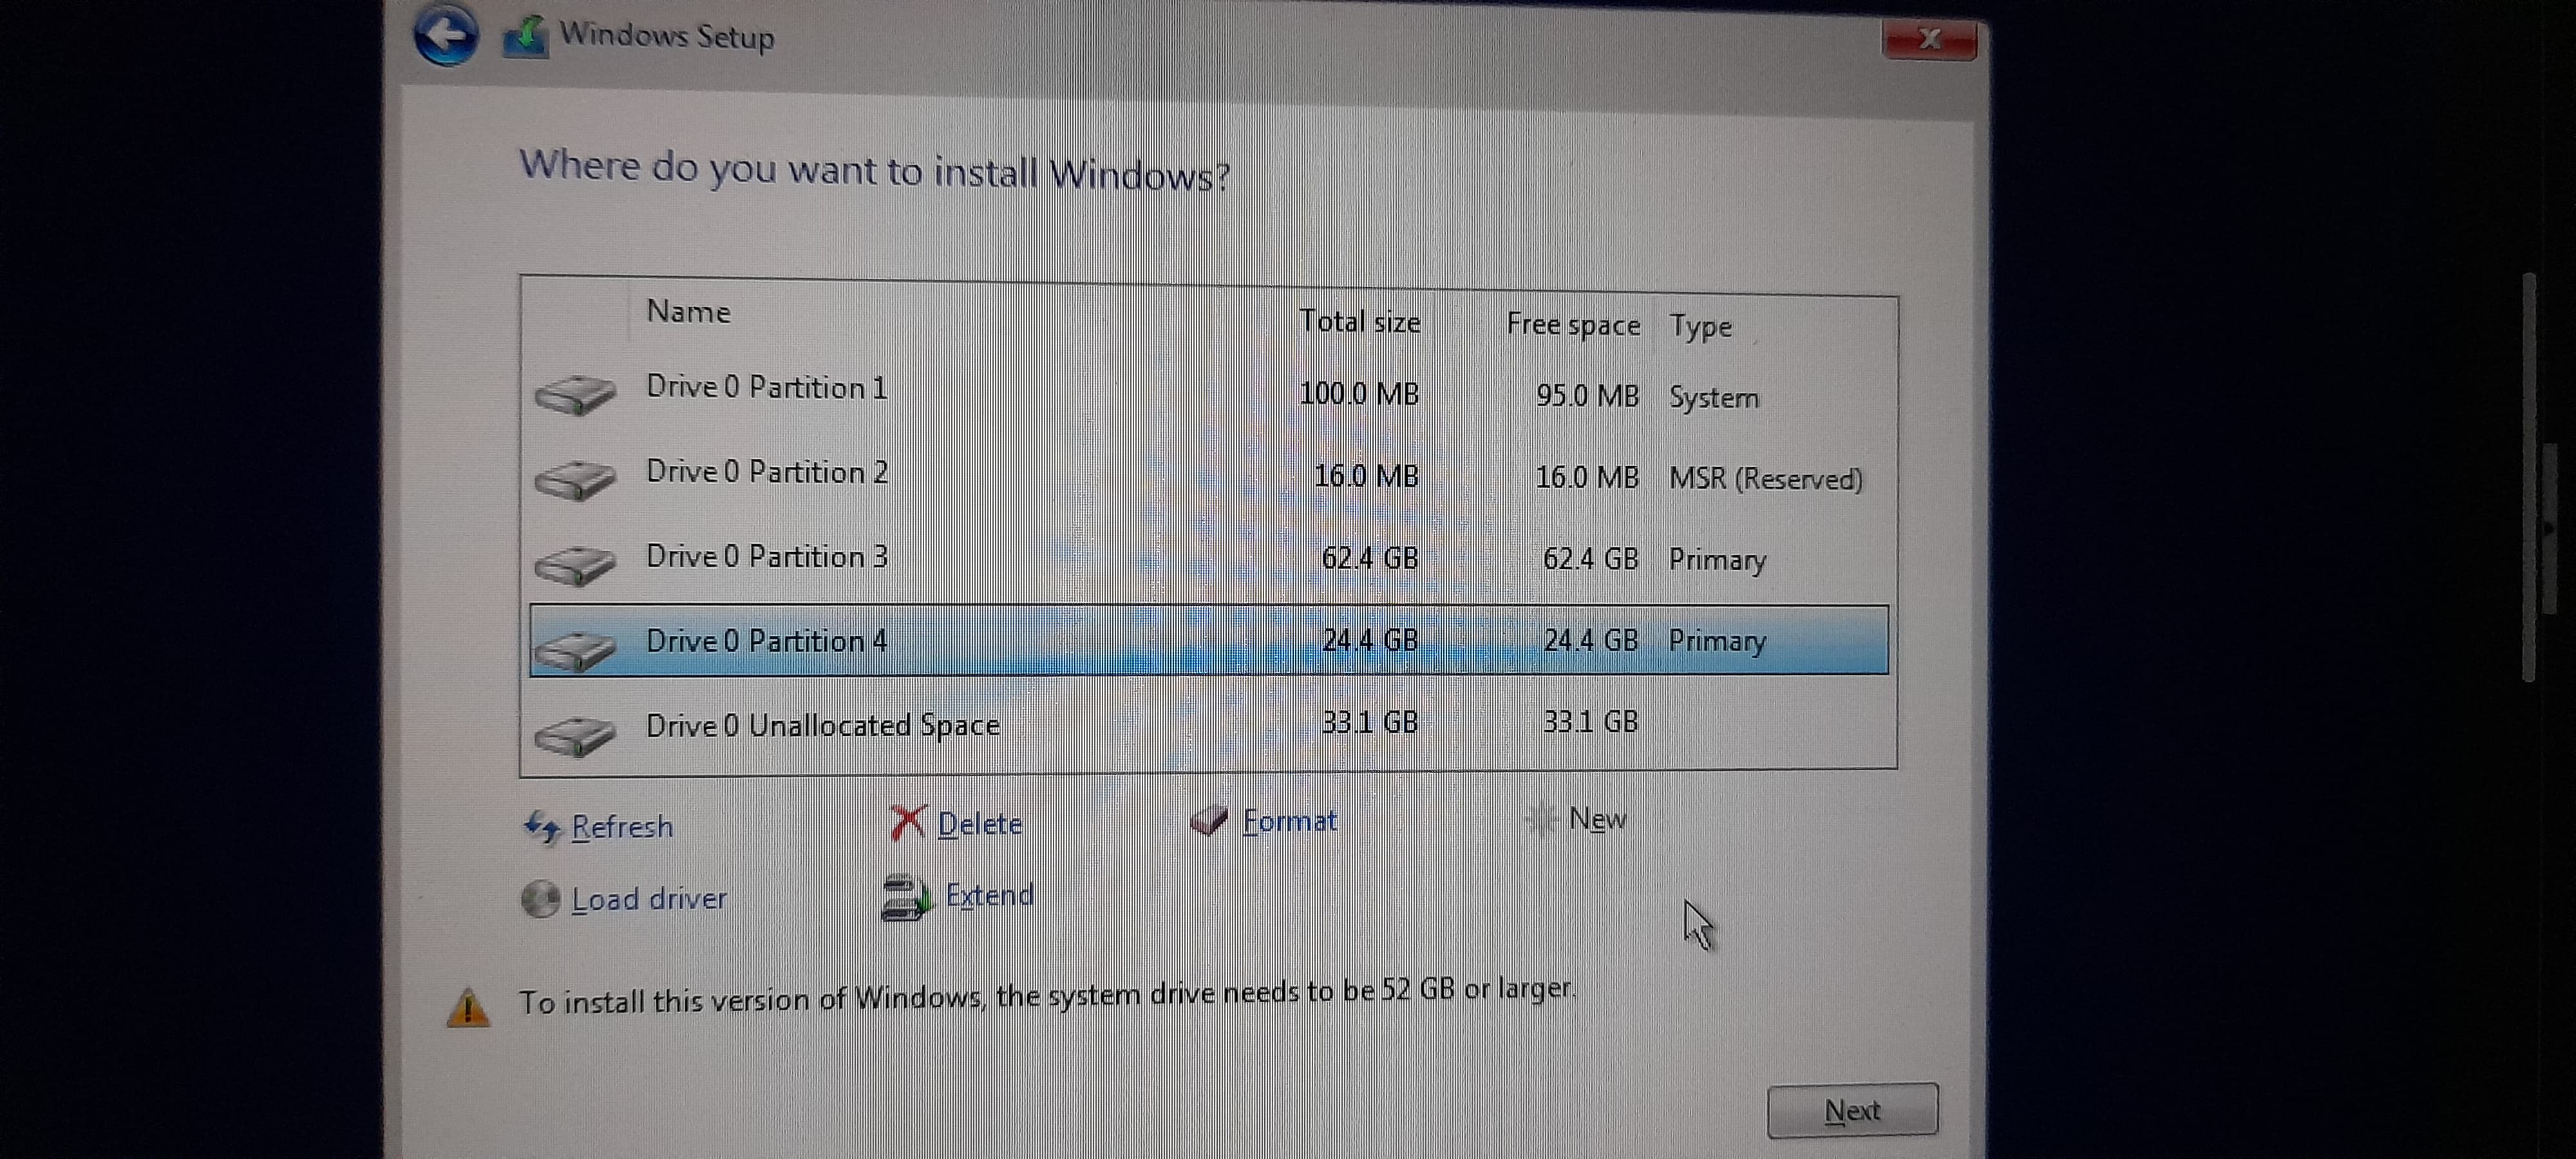 Windows Setup
X
Where do you want to install Windows?
Name Total size Free space Type
Drive 0 Partition 1 100.0 MB 95.0 MB System
Drive 0 Partition 2 16.0 MB 16.0 MB MSR (Reserved)
Drive 0 Partition 3 62.4 GB 62.4 GB Primary
Drive 0 Partition 4 24.4 GB 24.4 GB Primary
Drive 0 Unallocated Space 33.1 GB 33.1 GB
Refresh Delete Format New
Load driver Extend
To install this version of Windows, the system drive needs to be 52 GB or larger.
Next